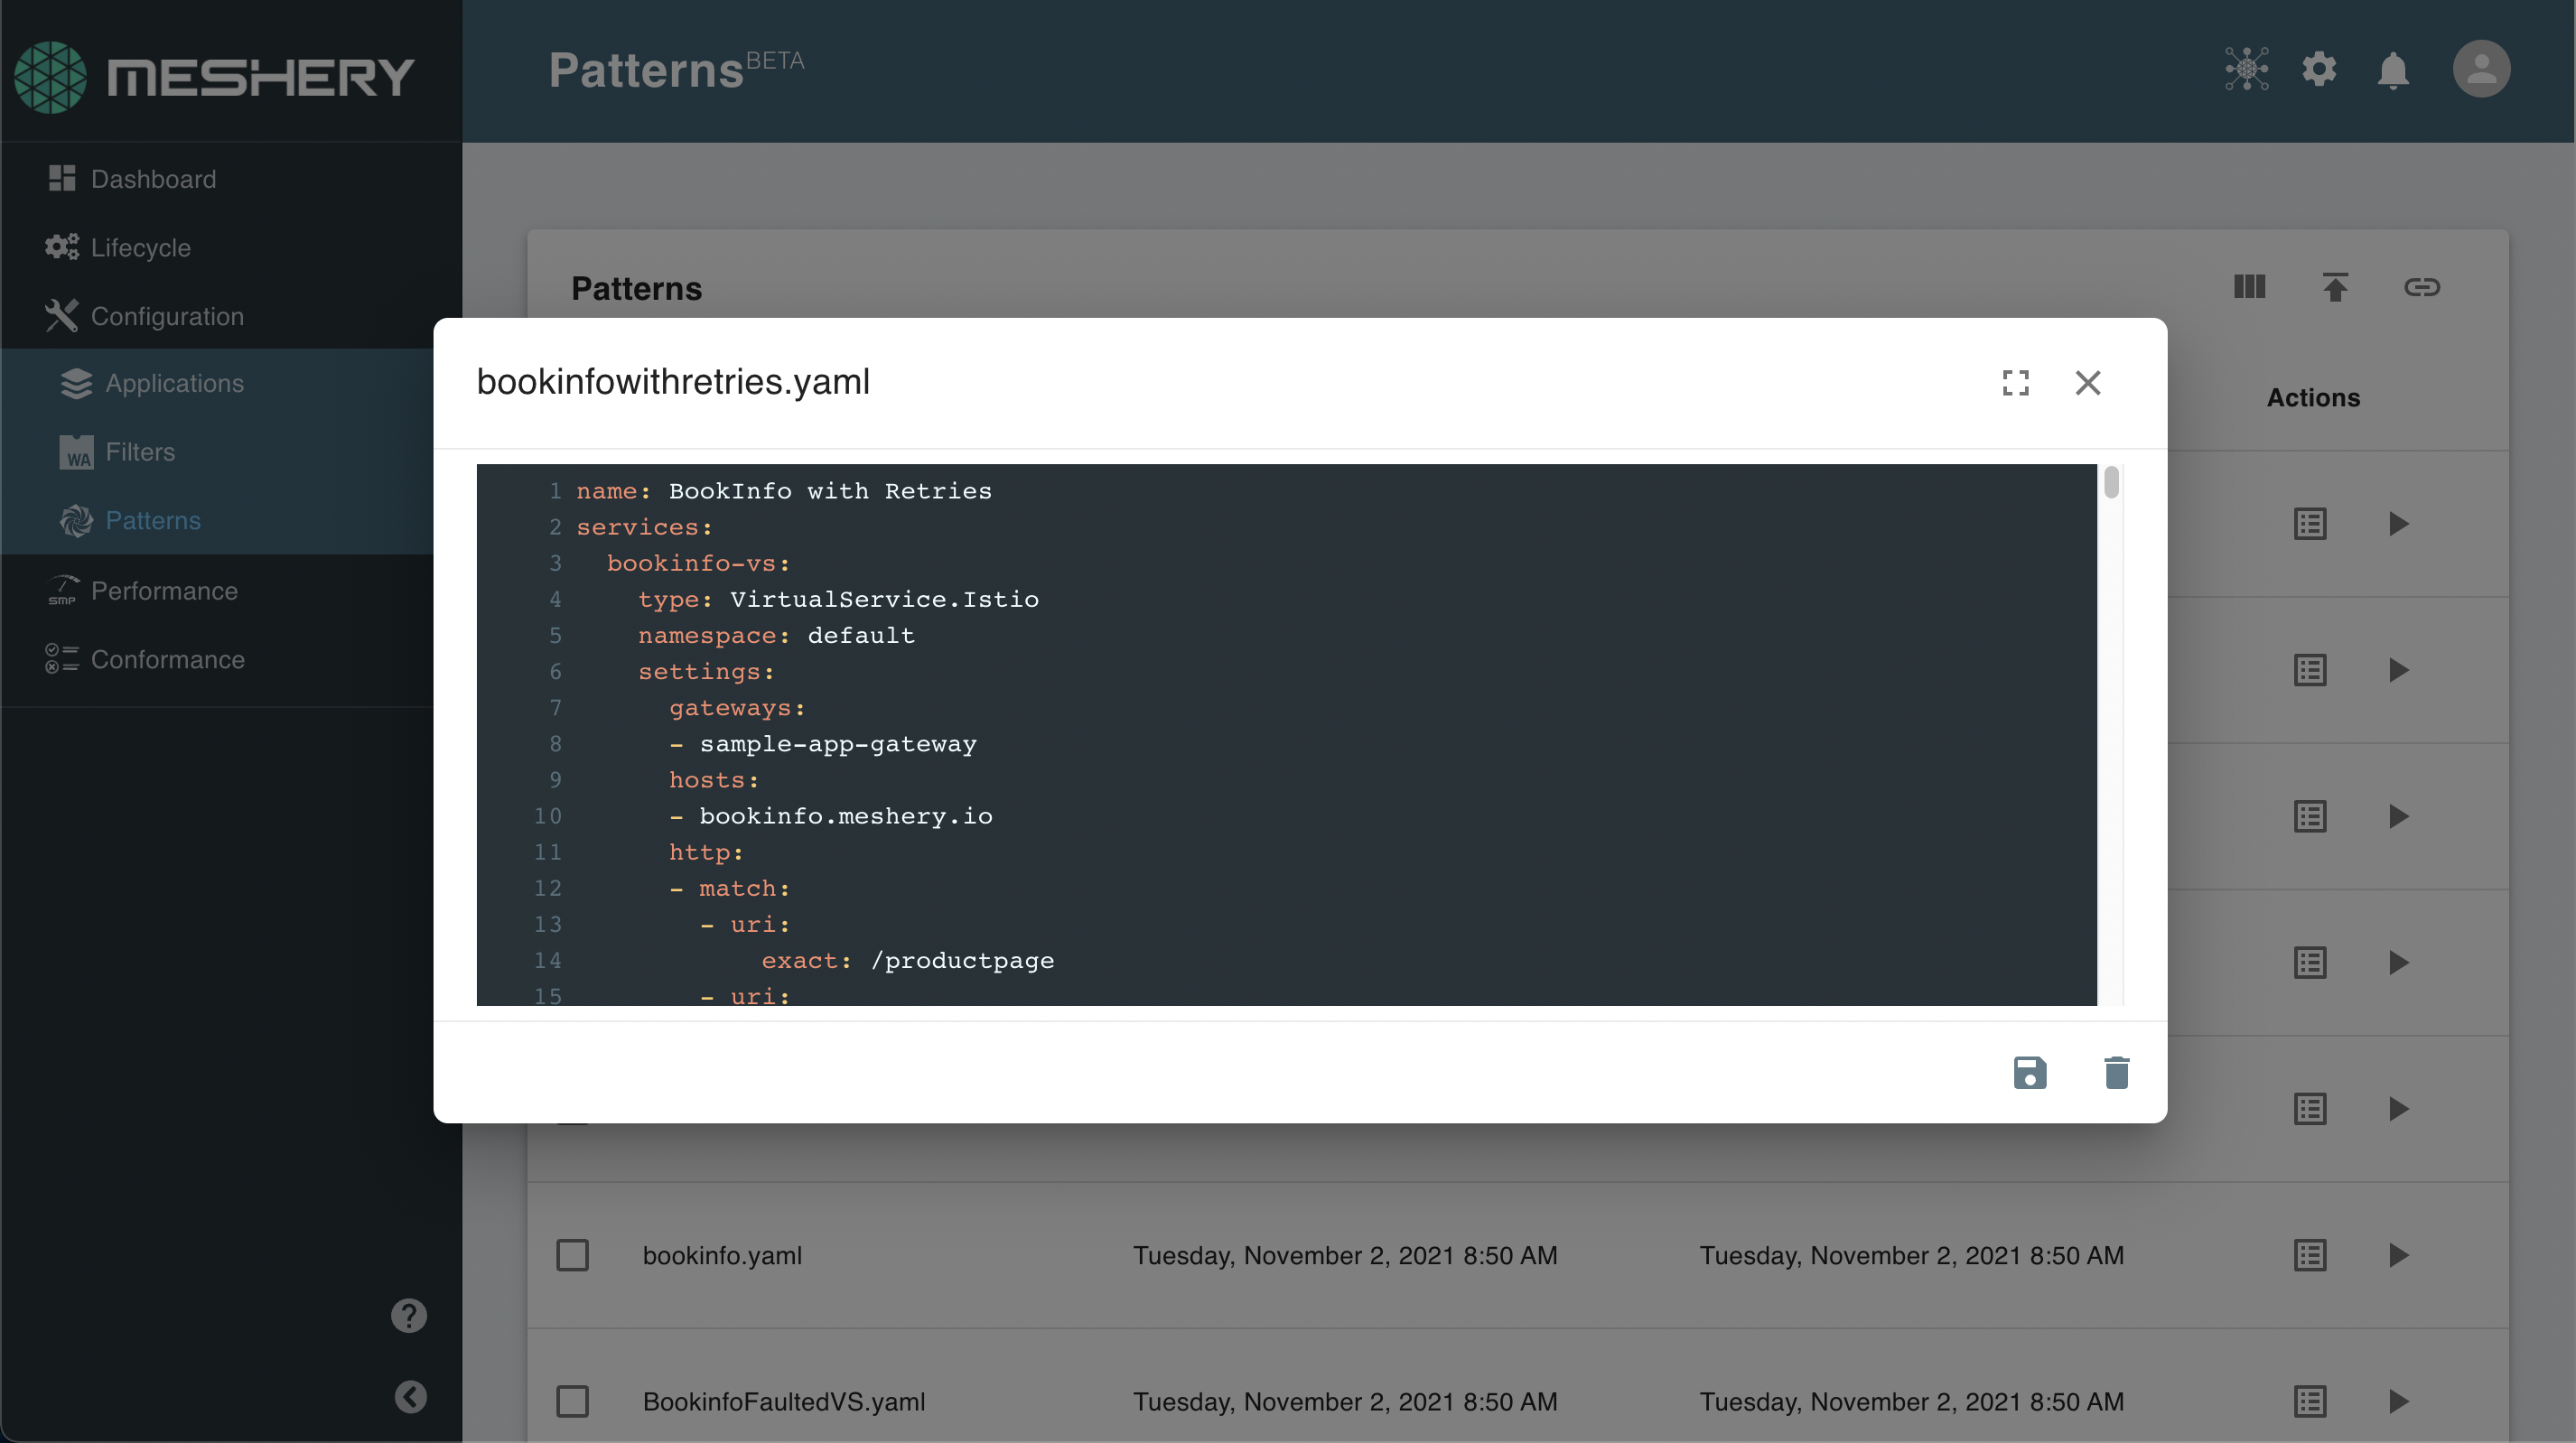 MESHERY
Patterns BETA
Dashboard
Lifecycle
Configuration
Applications
WA Filters
Patterns
SMP Performance
Conformance
Patterns
Actions
bookinfowithretries.yaml
1 name: BookInfo with Retries
2 services:
3 bookinfo-vs:
4 type: VirtualService.Istio
5 namespace: default
6 settings:
7 gateways:
8 - sample-app-gateway
9 hosts:
10 - bookinfo.meshery.io
11 http:
12 - match:
13 - uri:
14 exact: /productpage
15 - uri:
bookinfo.yaml Tuesday, November 2, 2021 8:50 AM Tuesday, November 2, 2021 8:50 AM
BookinfoFaultedVS.yaml Tuesday, November 2, 2021 8:50 AM Tuesday, November 2, 2021 8:50 AM